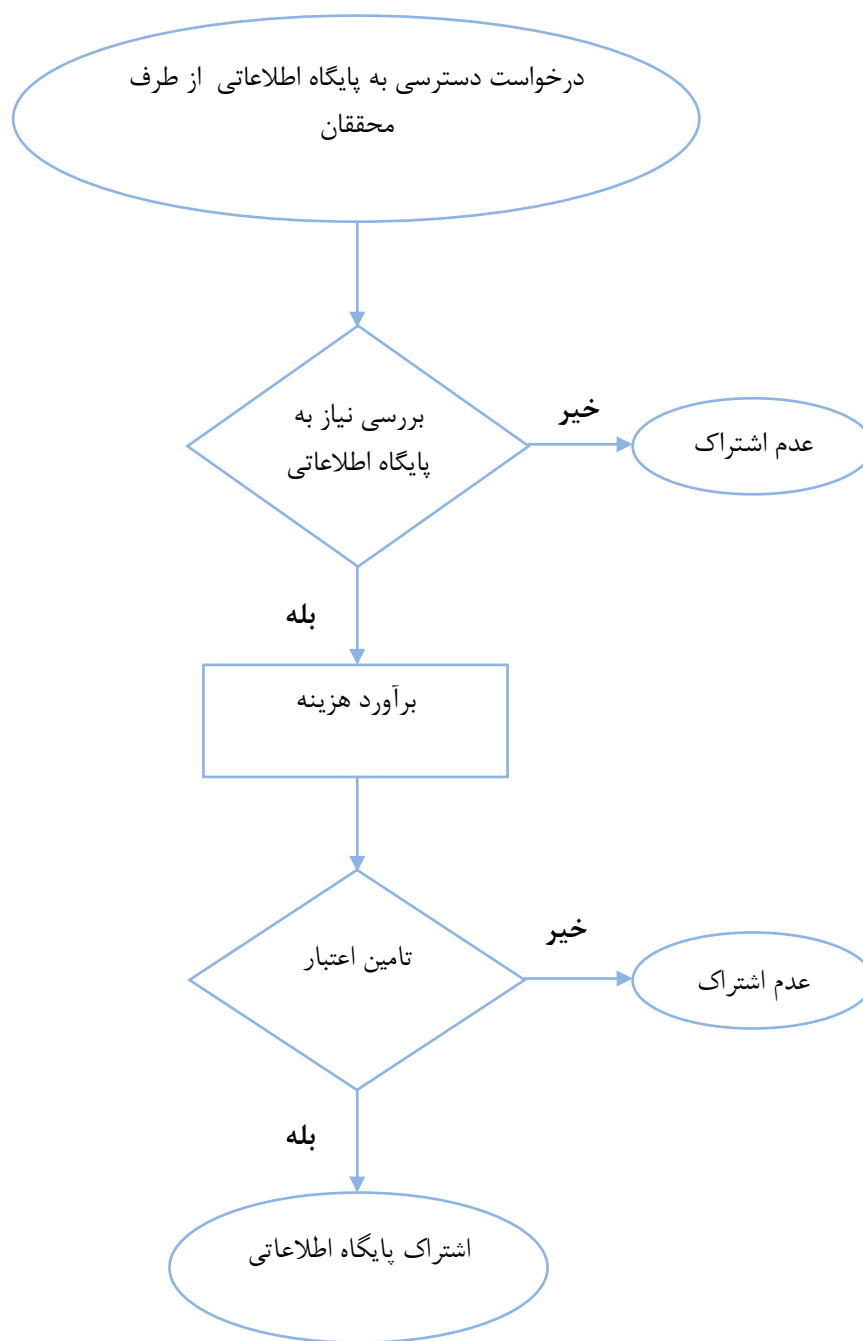 درخواست دسترسی به پایگاه اطلاعاتی از طرف
محققان
بررسی نیاز به
پایگاه اطلاعاتی
خیر
عدم اشتراک
بله
برآورد هزینه
تامین اعتبار
خیر
عدم اشتراک
بله
اشتراک پایگاه اطلاعاتی